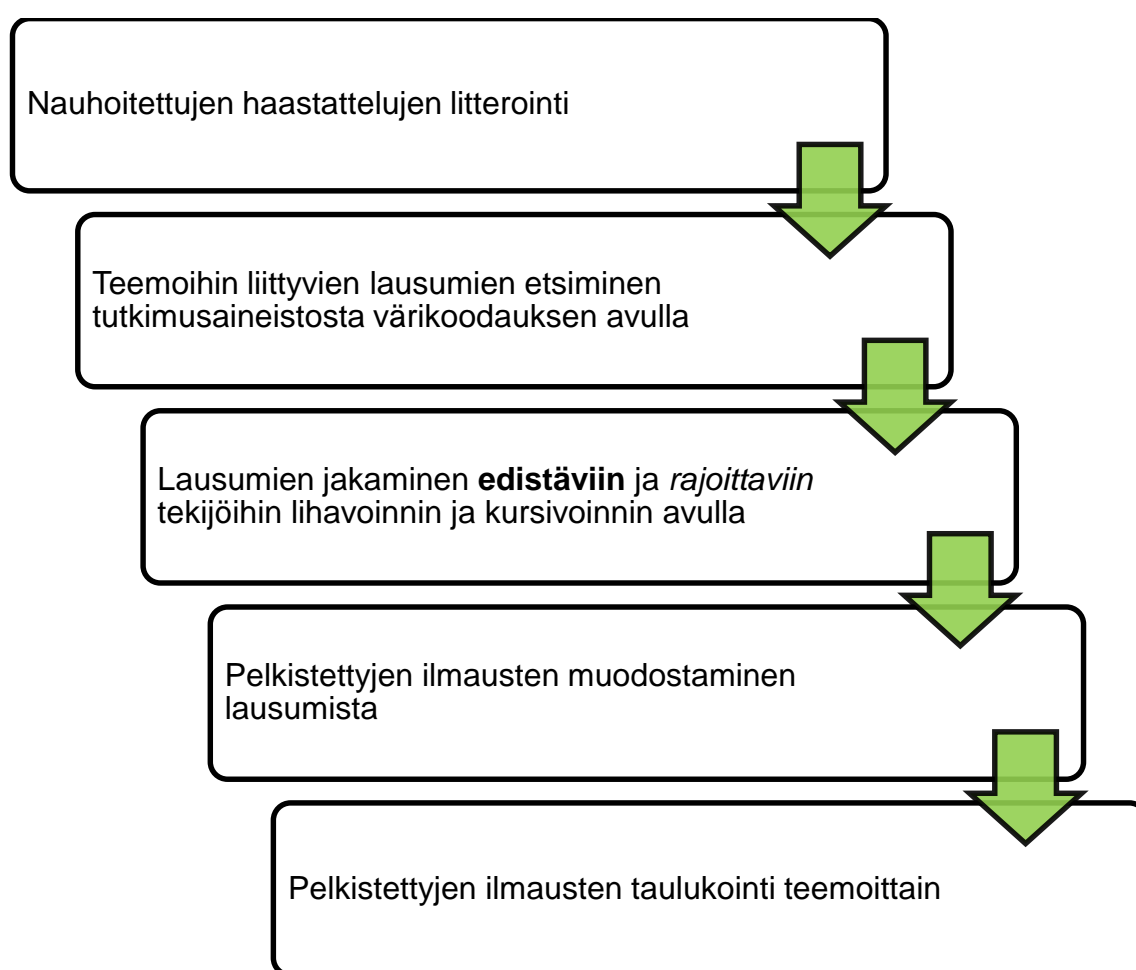 Nauhoitettujen haastattelujen litterointi
Teemoihin liittyvien lausumien etsiminen
tutkimusaineistosta värikoodauksen avulla
Lausumien jakaminen edistäviin ja rajoittaviin
tekijöihin lihavoinnin ja kursivoinnin avulla
Pelkistettyjen ilmausten muodostaminen
lausumista
Pelkistettyjen ilmausten taulukointi teemoittain